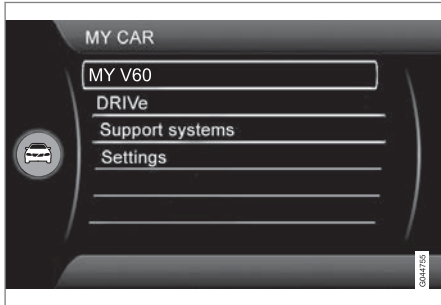 MY CAR
MY V60
DRIVe
Support systems
Settings
G044755